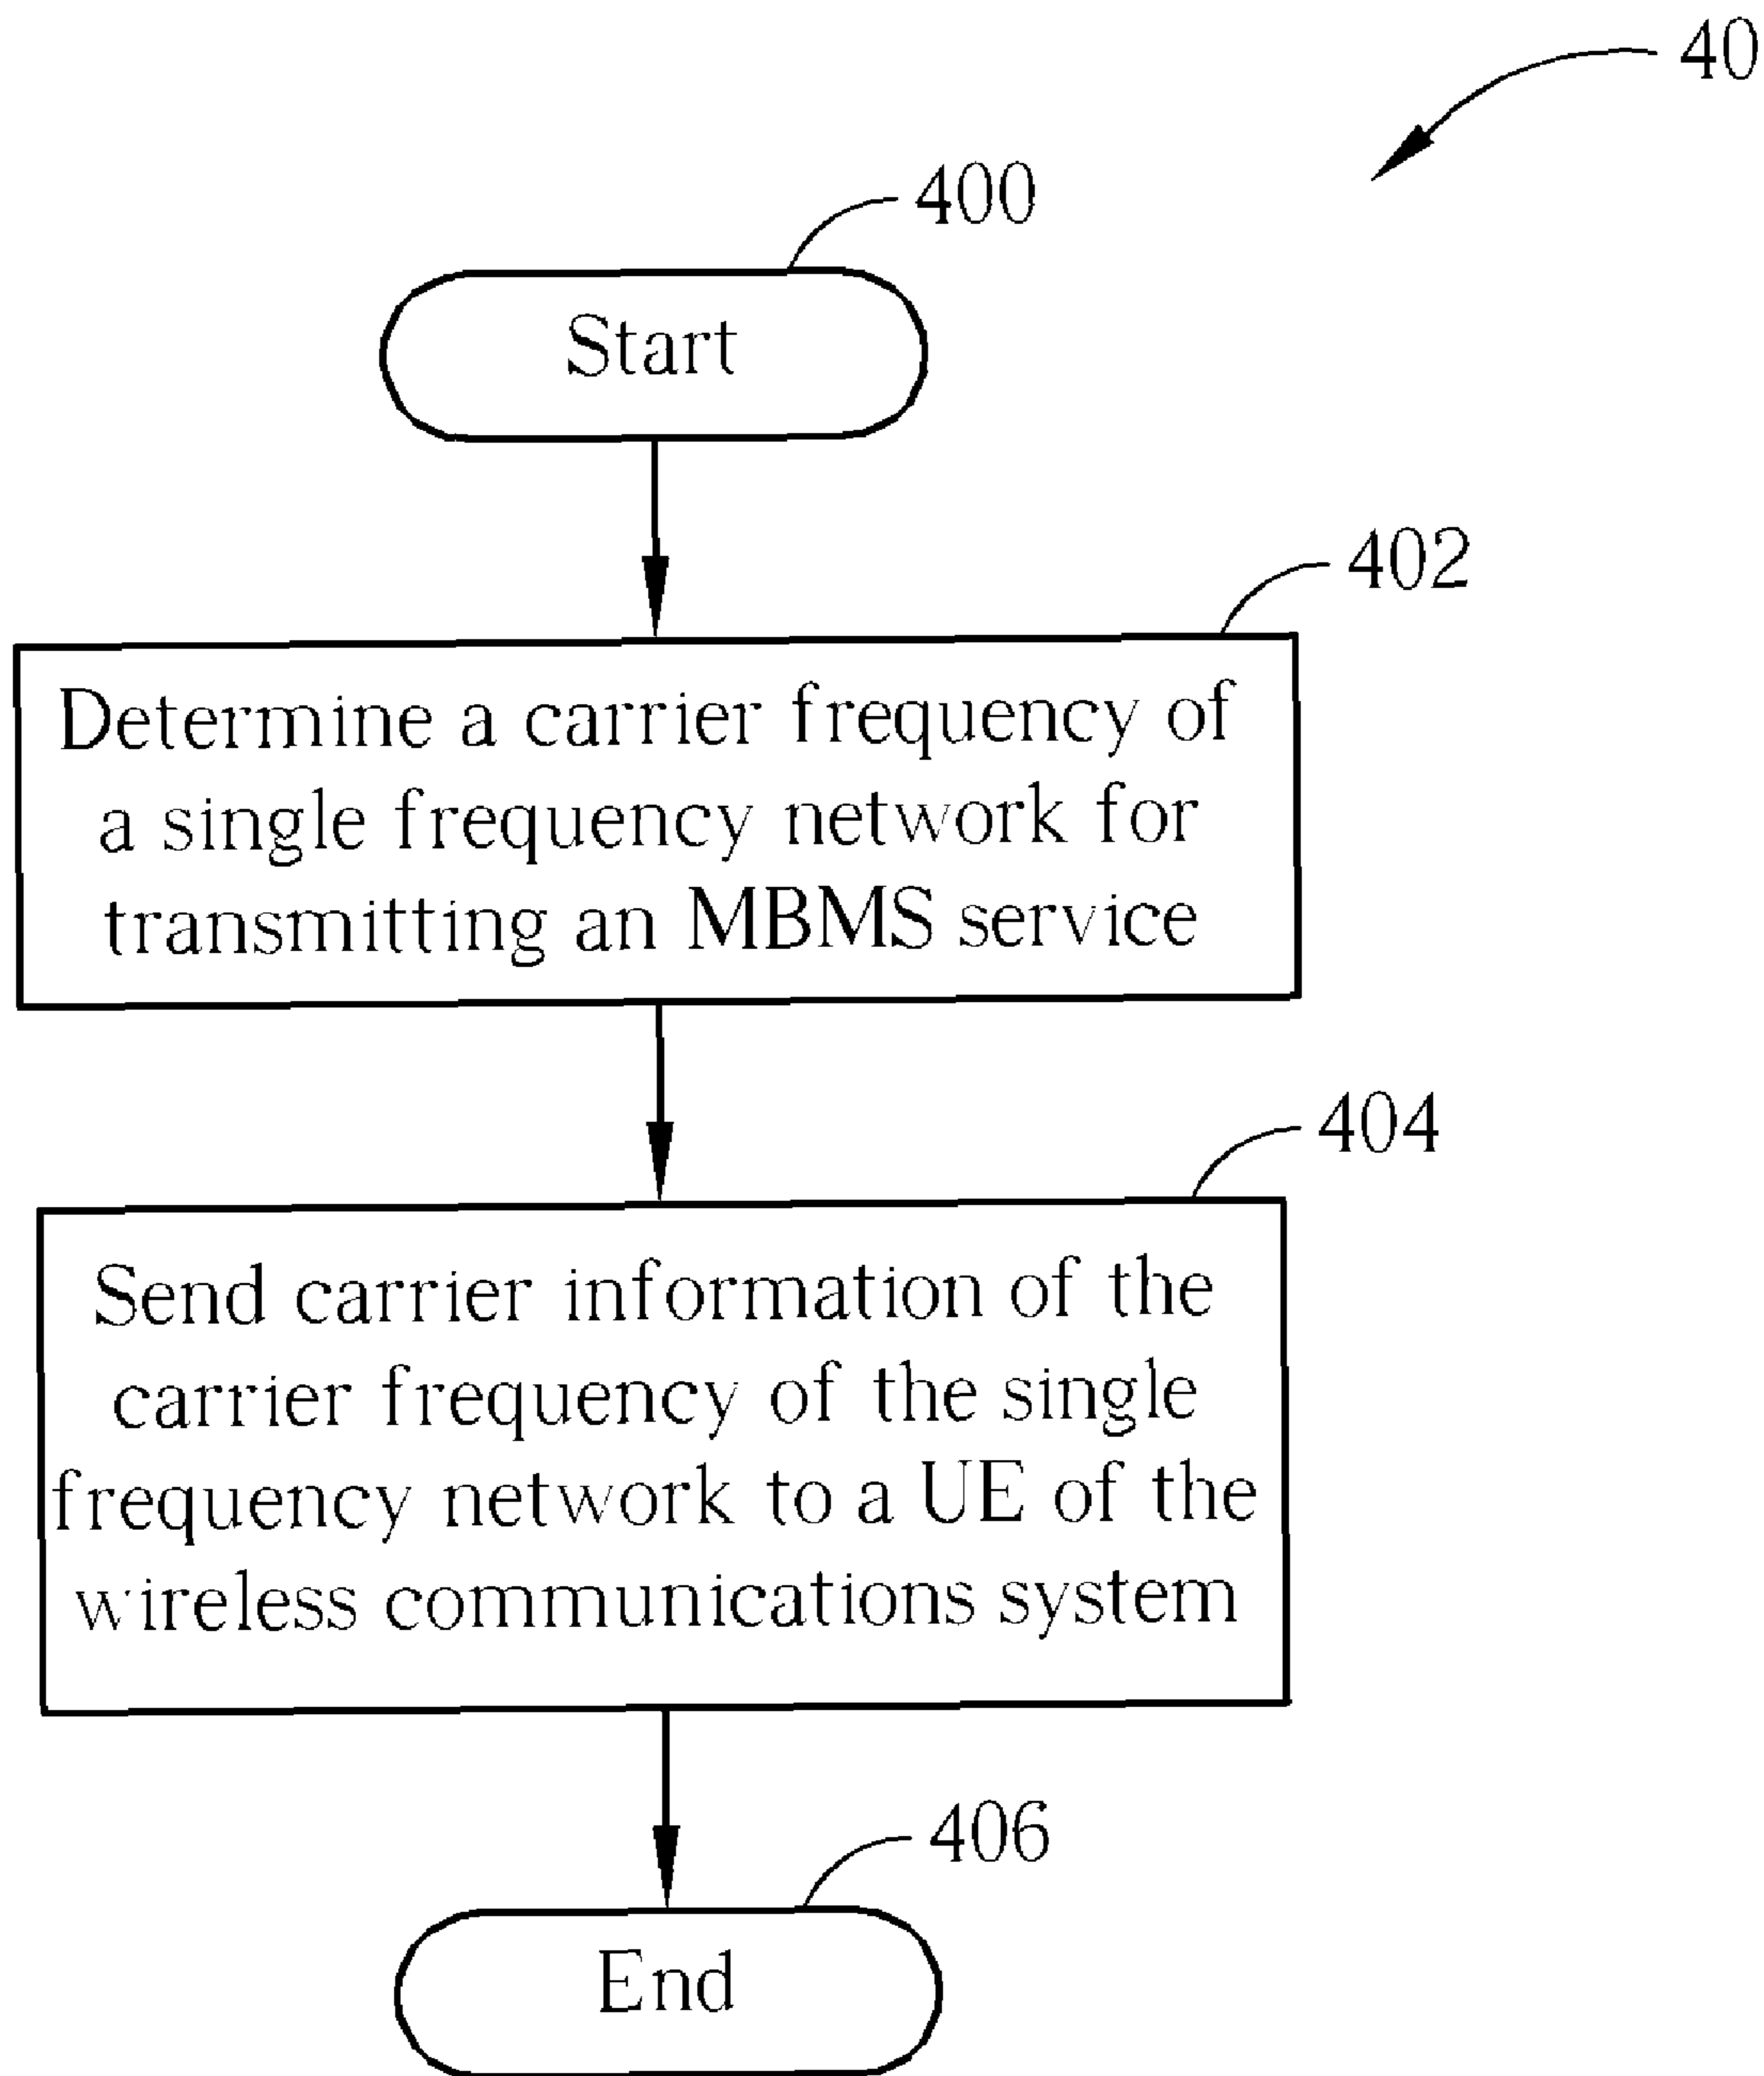 40
400
Start
402
Determine a carrier frequency of
a single frequency network for
transmitting an MBMS service
404
Send carrier information of the
carrier frequency of the single
frequency network to a UE of the
wireless communications system
406
End